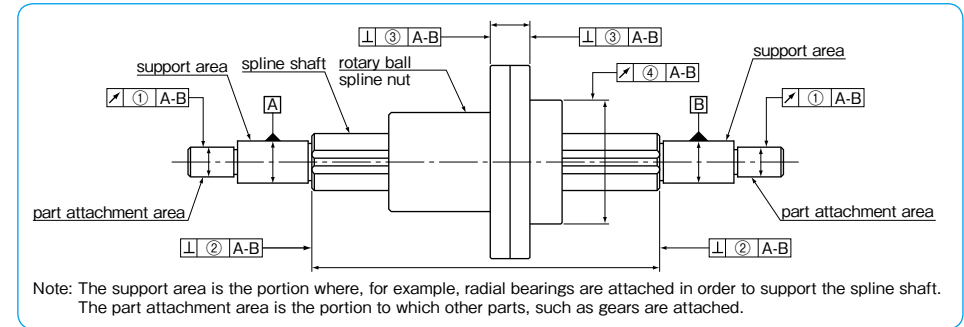 ⊥ ③ A-B
⊥ ③ A-B
support area
spline shaft
rotary ball
spline nut
↗ ④ A-B
support area
↗ ① A-B
A
B
↗ ① A-B
part attachment area
part attachment area
⊥ ② A-B
⊥ ② A-B
Note: The support area is the portion where, for example, radial bearings are attached in order to support the spline shaft.
The part attachment area is the portion to which other parts, such as gears are attached.